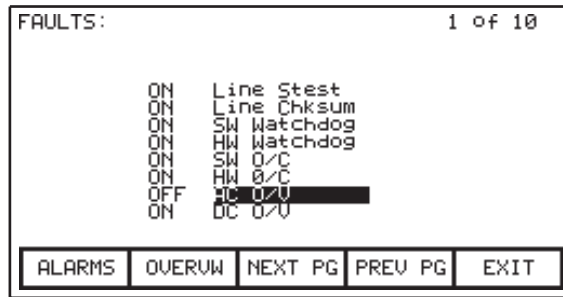 FAULTS: 1 of 10
ON Line Stest
ON Line Chksum
ON SW Watchdog
ON HW Watchdog
ON SW O/C
ON HW O/C
OFF AC O/V
ON DC O/V
ALARMS OVERVW NEXT PG PREV PG EXIT